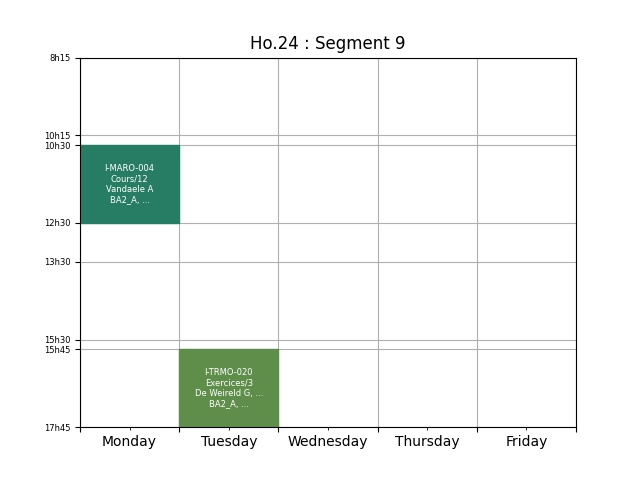 Ho.24 : Segment 9
8h15
10h15
10h30
I-MARO-004
Cours/12
Vandaele A
BA2_A, ...
12h30
13h30
15h30
15h45
I-TRMO-020
Exercices/3
De Weireld G, ...
BA2_A, ...
17h45
Monday Tuesday Wednesday Thursday Friday